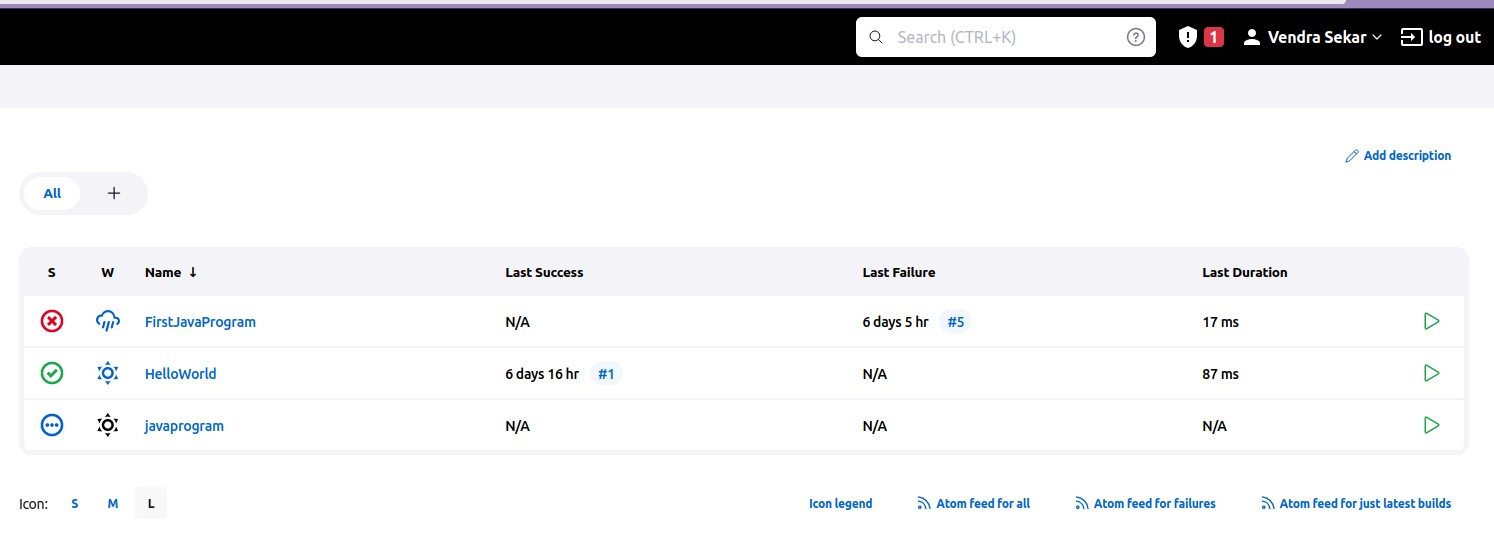 Search (CTRL+K) 1 Vendra Sekar log out
Add description
All +
S W Name ↓ Last Success Last Failure Last Duration
FirstJavaProgram N/A 6 days 5 hr #5 17 ms
HelloWorld 6 days 16 hr #1 N/A 87 ms
javaprogram N/A N/A N/A
Icon: S M L Icon legend Atom feed for all Atom feed for failures Atom feed for just latest builds